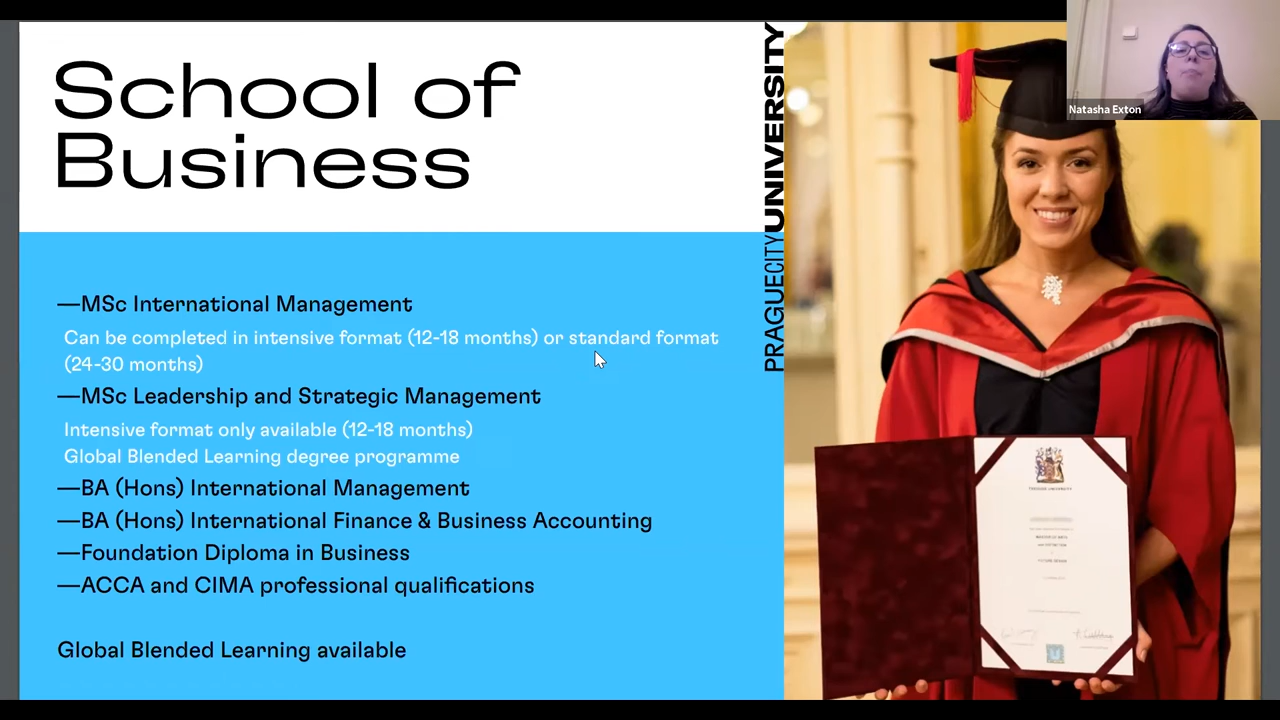 School of
Business
—MSc International Management
Can be completed in intensive format (12-18 months) or standard format
(24-30 months)
—MSc Leadership and Strategic Management
Intensive format only available (12-18 months)
Global Blended Learning degree programme
—BA (Hons) International Management
—BA (Hons) International Finance & Business Accounting
—Foundation Diploma in Business
—ACCA and CIMA professional qualifications
Global Blended Learning available
PRAGUECITYUNIVERSITY
Natasha Exton
TEESSIDE UNIVERSITY